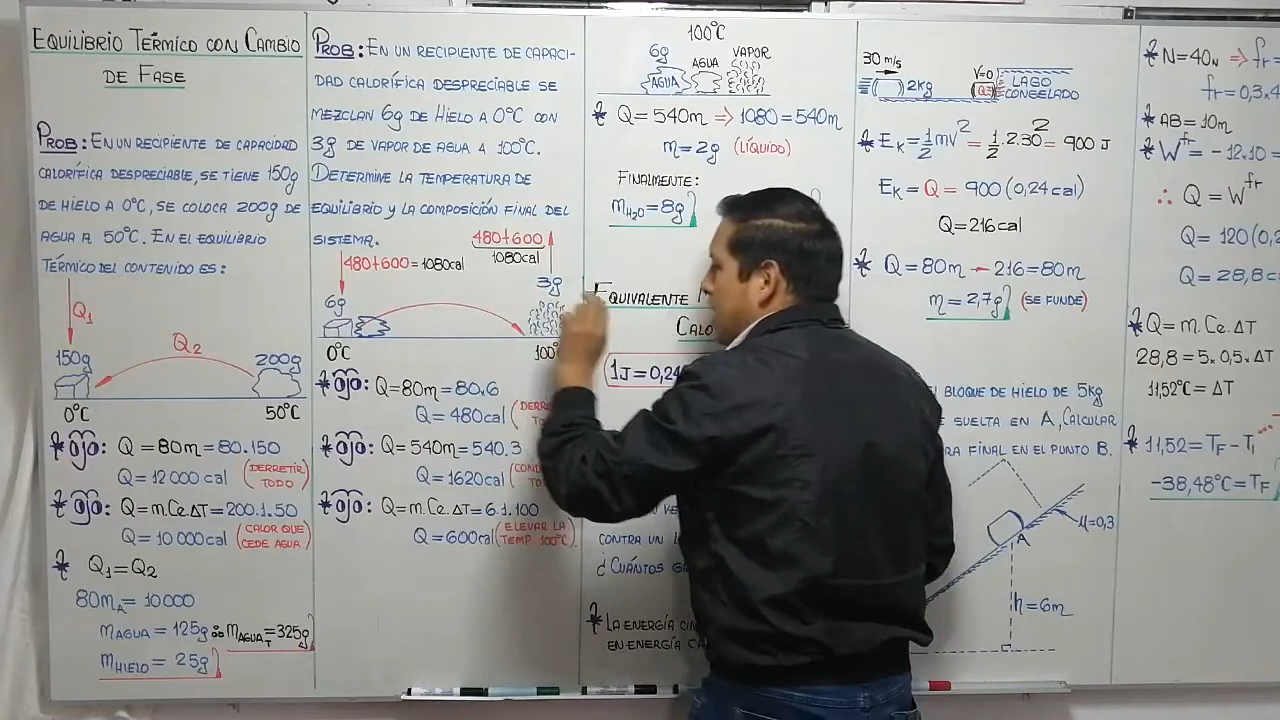 EQUILIBRIO TÉRMICO CON CAMBIO
DE FASE
PROB: EN UN RECIPIENTE DE CAPACIDAD
CALORÍFICA DESPRECIABLE, SE TIENE 150g
DE HIELO A 0°C, SE COLOCA 200g DE
AGUA A 50°C. EN EL EQUILIBRIO
TÉRMICO DEL CONTENIDO ES:
Q1
Q2
150g
200g
0°C
50°C
OJO: Q = 80m = 80.150
Q = 12 000 cal (DERRETIR TODO)
OJO: Q = m.Ce.ΔT = 200.1.50
Q = 10 000 cal (CALOR QUE CEDE AGUA)
Q1 = Q2
80mA = 10 000
mAGUA = 125g ∴ mAGUA T = 325g
mHIELO = 25g
PROB: EN UN RECIPIENTE DE CAPACI-
DAD CALORÍFICA DESPRECIABLE SE
MEZCLAN 6g DE HIELO A 0°C CON
3g DE VAPOR DE AGUA A 100°C.
DETERMINE LA TEMPERATURA DE
EQUILIBRIO Y LA COMPOSICIÓN FINAL DEL
SISTEMA.
480+600
1080cal
480+600 = 1080cal
3g
6g
0°C
100°
OJO: Q = 80m = 80.6
Q = 480cal
OJO: Q = 540m = 540.3
Q = 1620cal
OJO: Q = m.Ce.ΔT = 6.1.100
Q = 600cal (ELEVAR LA TEMP. 100°C)
100°C
6g
AGUA
AGUA
VAPOR
Q = 540m ⇒ 1080 = 540m
m = 2g (LÍQUIDO)
FINALMENTE:
mH2O = 8g
EQUIVALENTE
1J = 0,24
CONTRA UN
¿CUÁNTOS
LA ENERGÍA
EN ENERGÍA
30 m/s
2kg
V=0
Q
LAGO
CONGELADO
EK = 1/2 mV² = 1/2 . 2 . 30² = 900 J
EK = Q = 900 (0,24 cal)
Q = 216 cal
Q = 80m → 216 = 80m
m = 2,7g (SE FUNDE)
BLOQUE DE HIELO DE 5kg
SUELTA EN A, CALCULAR
FINAL EN EL PUNTO B.
μ=0,3
A
h = 6m
N = 40N ⇒ fr =
fr = 0,3.4
AB = 10m
Wfr = -12.10 =
∴ Q = Wfr
Q = 120(0,2
Q = 28,8 c
Q = m.Ce.ΔT
28,8 = 5.0,5.ΔT
11,52°C = ΔT
11,52 = TF - Ti
-38,48°C = TF